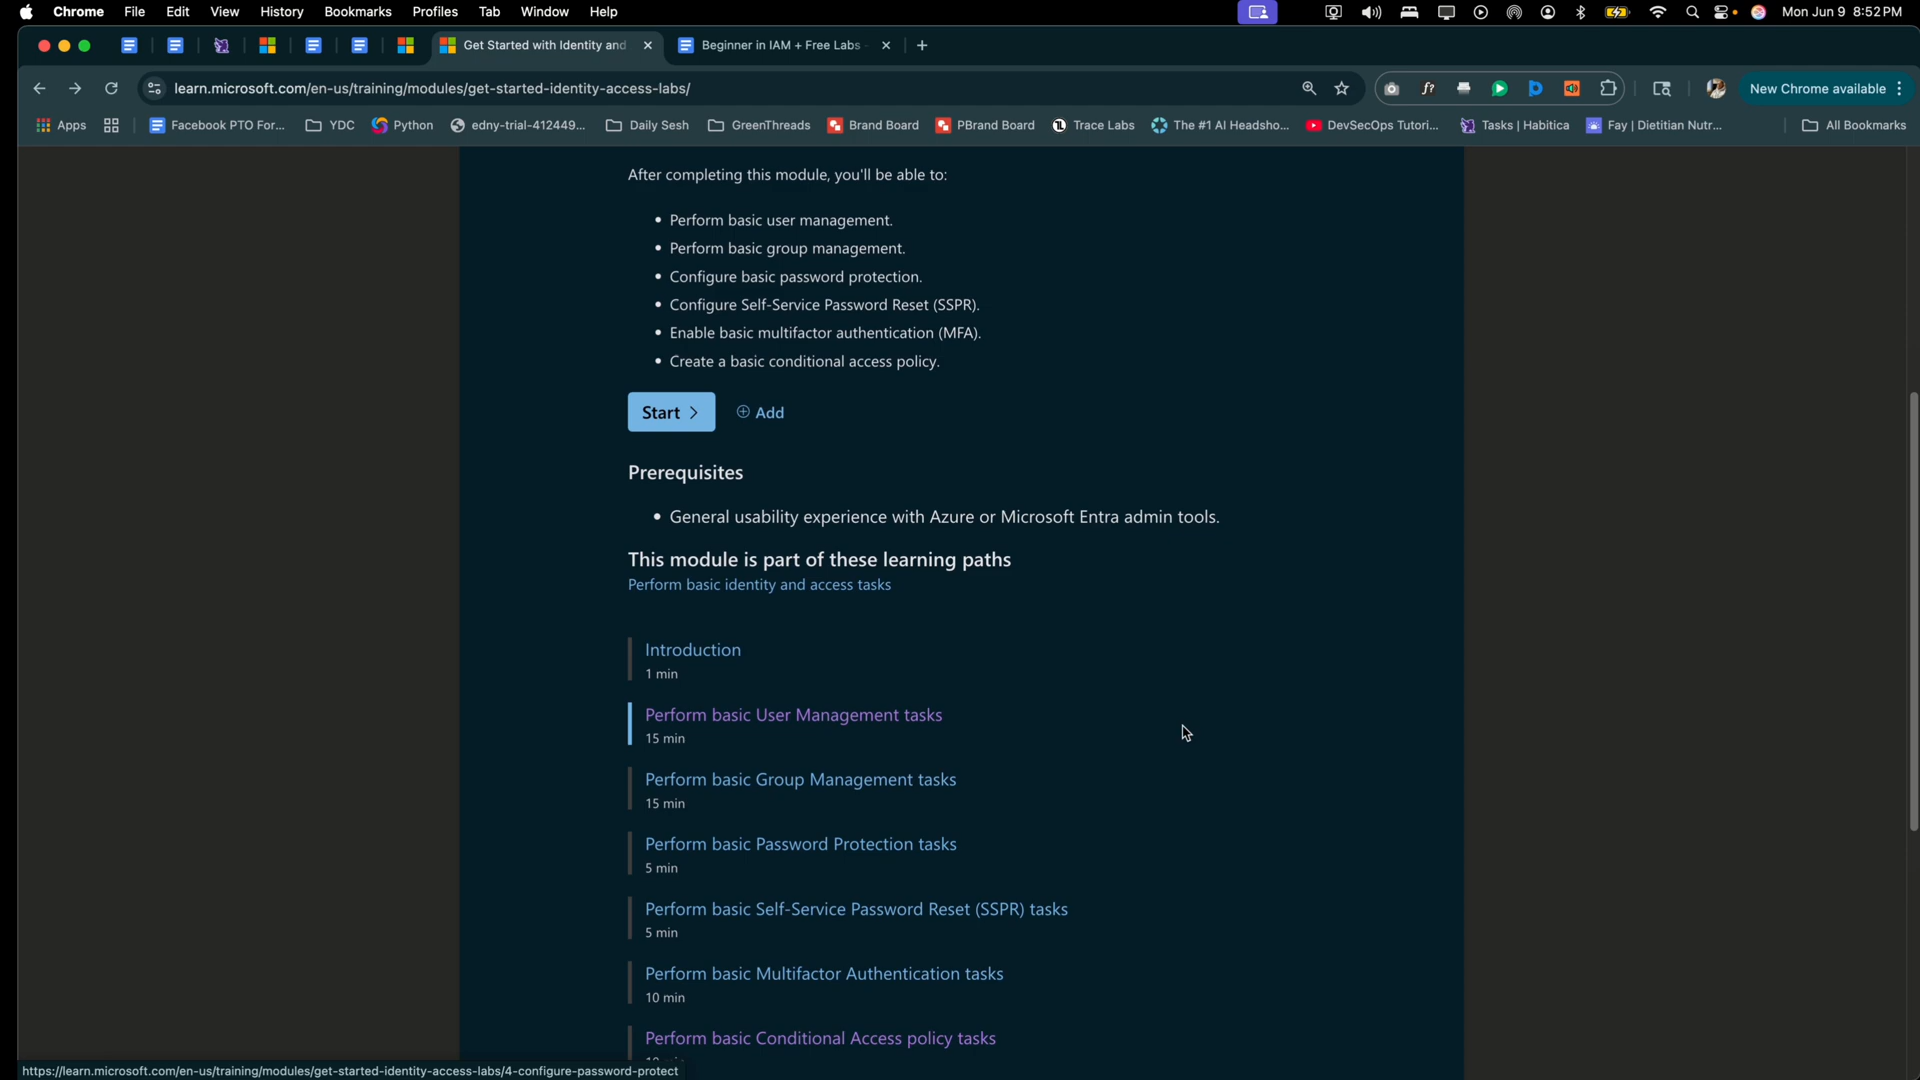 Chrome File Edit View History Bookmarks Profiles Tab Window Help Mon Jun 9 8:52 PM
Get Started with Identity and Beginner in IAM + Free Labs
learn.microsoft.com/en-us/training/modules/get-started-identity-access-labs/ New Chrome available
Apps Facebook PTO For... YDC Python edny-trial-412449... Daily Sesh GreenThreads Brand Board PBrand Board Trace Labs The #1 AI Headsho... DevSecOps Tutori... Tasks | Habitica Fay | Dietitian Nutr... All Bookmarks
After completing this module, you'll be able to:
• Perform basic user management.
• Perform basic group management.
• Configure basic password protection.
• Configure Self-Service Password Reset (SSPR).
• Enable basic multifactor authentication (MFA).
• Create a basic conditional access policy.
Start > Add
Prerequisites
• General usability experience with Azure or Microsoft Entra admin tools.
This module is part of these learning paths
Perform basic identity and access tasks
Introduction
1 min
Perform basic User Management tasks
15 min
Perform basic Group Management tasks
15 min
Perform basic Password Protection tasks
5 min
Perform basic Self-Service Password Reset (SSPR) tasks
5 min
Perform basic Multifactor Authentication tasks
10 min
Perform basic Conditional Access policy tasks
https://learn.microsoft.com/en-us/training/modules/get-started-identity-access-labs/4-configure-password-protect